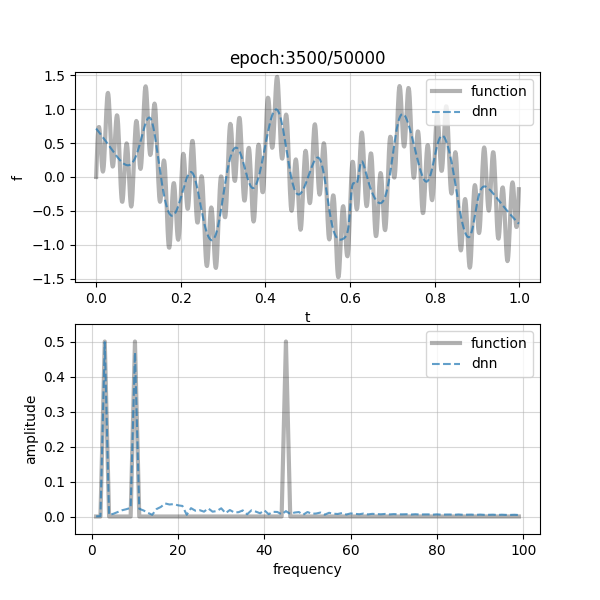 epoch:3500/50000
1.5
1.0
0.5
0.0
−0.5
−1.0
−1.5
f
function
dnn
0.0 0.2 0.4 0.6 0.8 1.0
t
0.5
0.4
0.3
0.2
0.1
0.0
amplitude
function
dnn
0 20 40 60 80 100
frequency